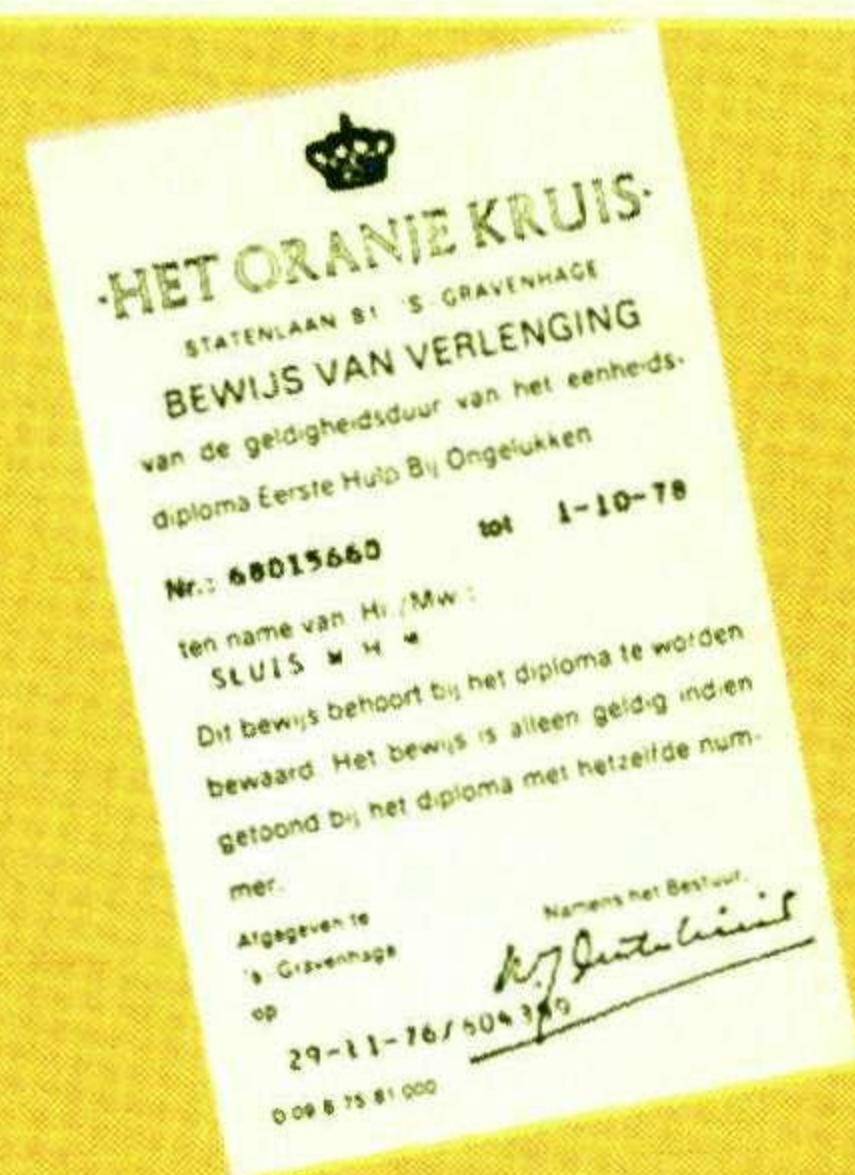 ·HET ORANJE KRUIS·
STATENLAAN 81 'S GRAVENHAGE
BEWIJS VAN VERLENGING
van de geldigheidsduur van het eenheids-
diploma Eerste Hulp Bij Ongelukken
Nr.: 68015660 tot 1-10-78
ten name van Hr./Mw.:
SLUIS
Dit bewijs behoort bij het diploma te worden
bewaard. Het bewijs is alleen geldig indien
getoond bij het diploma met hetzelfde num-
mer.
Afgegeven te
's Gravenhage
op
Namens het Bestuur,
29-11-76/